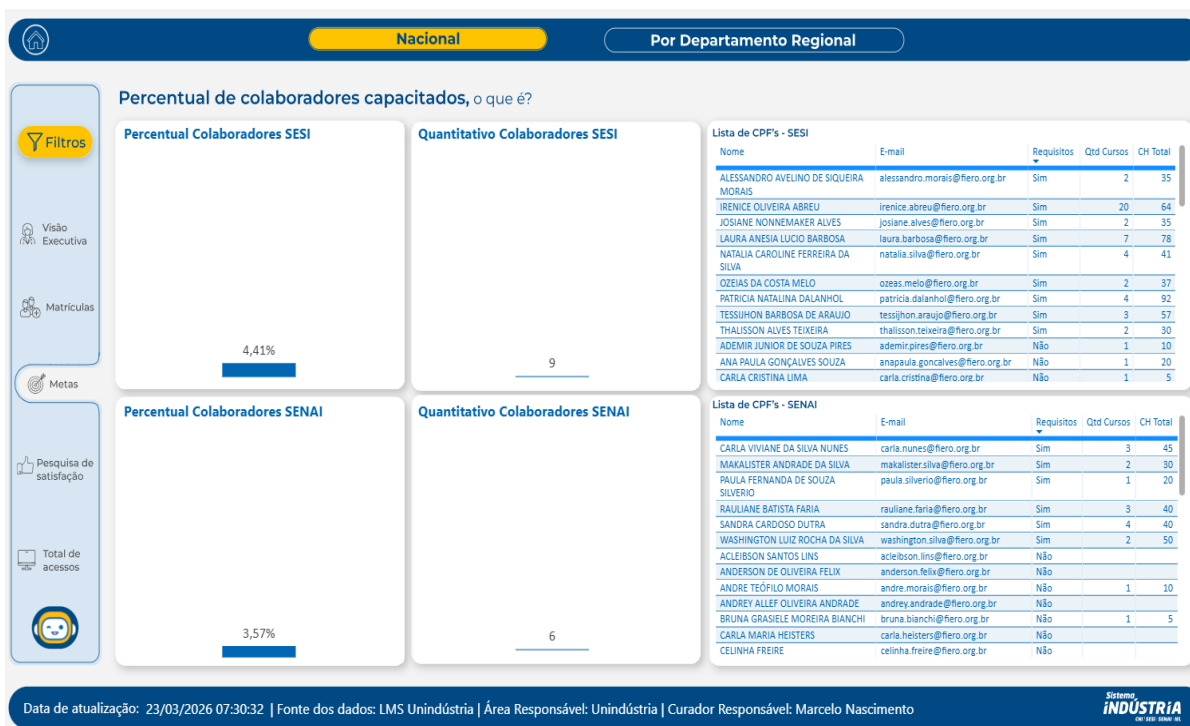 Nacional
Por Departamento Regional
Percentual de colaboradores capacitados, o que é?
Filtros
Visão
Executiva
Matrículas
Metas
Pesquisa de
satisfação
Total de
acessos
Percentual Colaboradores SESI
4,41%
Quantitativo Colaboradores SESI
9
Lista de CPF's - SESI
Nome E-mail Requisitos Qtd Cursos CH Total
ALESSANDRO AVELINO DE SIQUEIRA alessandro.morais@fiero.org.br Sim 2 35
MORAIS
IRENICE OLIVEIRA ABREU irenice.abreu@fiero.org.br Sim 20 64
JOSIANE NONNEMAKER ALVES josiane.alves@fiero.org.br Sim 2 35
LAURA ANESIA LUCIO BARBOSA laura.barbosa@fiero.org.br Sim 7 78
NATALIA CAROLINE FERREIRA DA natalia.silva@fiero.org.br Sim 4 41
SILVA
OZEIAS DA COSTA MELO ozeas.melo@fiero.org.br Sim 2 37
PATRICIA NATALINA DALANHOL patricia.dalanhol@fiero.org.br Sim 4 92
TESSIJHON BARBOSA DE ARAUJO tessijhon.araujo@fiero.org.br Sim 3 57
THALISSON ALVES TEIXEIRA thalisson.teixeira@fiero.org.br Sim 2 30
ADEMIR JUNIOR DE SOUZA PIRES ademir.pires@fiero.org.br Não 1 10
ANA PAULA GONÇALVES SOUZA anapaula.goncalves@fiero.org.br Não 1 20
CARLA CRISTINA LIMA carla.cristina@fiero.org.br Não 1 5
Percentual Colaboradores SENAI
3,57%
Quantitativo Colaboradores SENAI
6
Lista de CPF's - SENAI
Nome E-mail Requisitos Qtd Cursos CH Total
CARLA VIVIANE DA SILVA NUNES carla.nunes@fiero.org.br Sim 3 45
MAKALISTER ANDRADE DA SILVA makalister.silva@fiero.org.br Sim 2 30
PAULA FERNANDA DE SOUZA paula.silverio@fiero.org.br Sim 1 20
SILVERIO
RAULIANE BATISTA FARIA rauliane.faria@fiero.org.br Sim 3 40
SANDRA CARDOSO DUTRA sandra.dutra@fiero.org.br Sim 4 40
WASHINGTON LUIZ ROCHA DA SILVA washington.silva@fiero.org.br Sim 2 50
ACLEIBSON SANTOS LINS acleibson.lins@fiero.org.br Não
ANDERSON DE OLIVEIRA FELIX anderson.felix@fiero.org.br Não
ANDRE TEÓFILO MORAIS andre.morais@fiero.org.br Não 1 10
ANDREY ALLEF OLIVEIRA ANDRADE andrey.andrade@fiero.org.br Não
BRUNA GRASIELE MOREIRA BIANCHI bruna.bianchi@fiero.org.br Não 1 5
CARLA MARIA HEISTERS carla.heisters@fiero.org.br Não
CELINHA FREIRE celinha.freire@fiero.org.br Não
Data de atualização: 23/03/2026 07:30:32 | Fonte dos dados: LMS Unindústria | Área Responsável: Unindústria | Curador Responsável: Marcelo Nascimento
Sistema
INDÚSTRIA